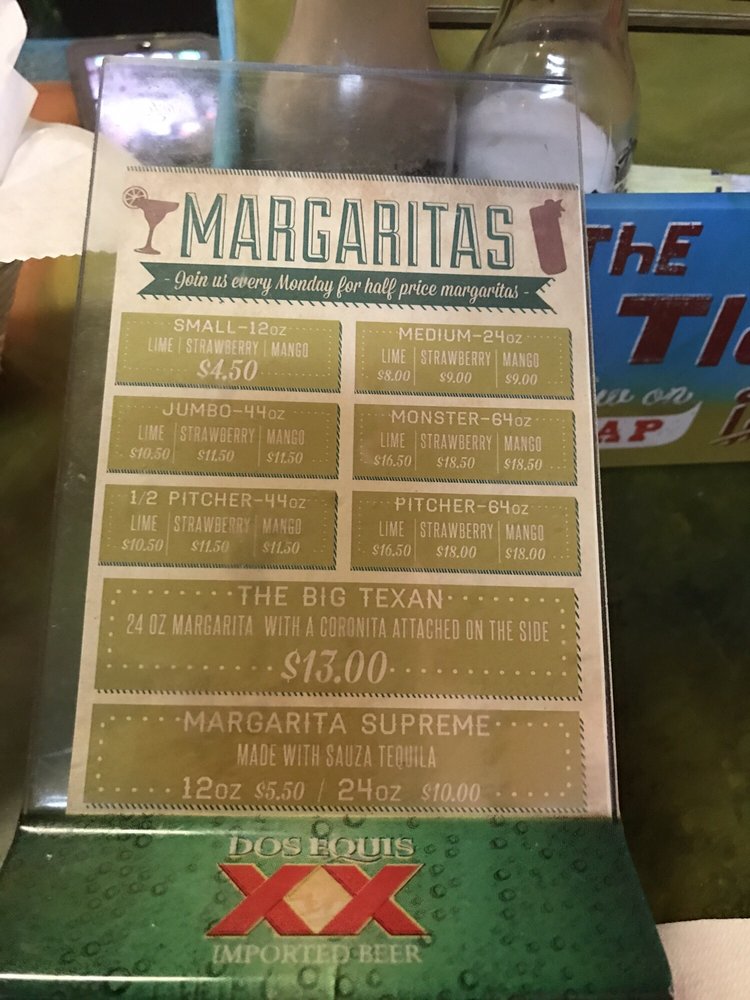 MARGARITAS
- Join us every Monday for half price margaritas -
SMALL-12oz
LIME | STRAWBERRY | MANGO
$4.50
MEDIUM-24oz
LIME | STRAWBERRY | MANGO
$8.00 | $9.00 | $9.00
JUMBO-44oz
LIME | STRAWBERRY | MANGO
$10.50 | $11.50 | $11.50
MONSTER-64oz
LIME | STRAWBERRY | MANGO
$16.50 | $18.50 | $18.50
1/2 PITCHER-44oz
LIME | STRAWBERRY | MANGO
$10.50 | $11.50 | $11.50
PITCHER-64oz
LIME | STRAWBERRY | MANGO
$16.50 | $18.00 | $18.00
THE BIG TEXAN
24 OZ MARGARITA WITH A CORONITA ATTACHED ON THE SIDE
$13.00
MARGARITA SUPREME
MADE WITH SAUZA TEQUILA
12oz $5.50 / 24oz $10.00
DOS EQUIS
XX
IMPORTED BEER
ThE
on
AP